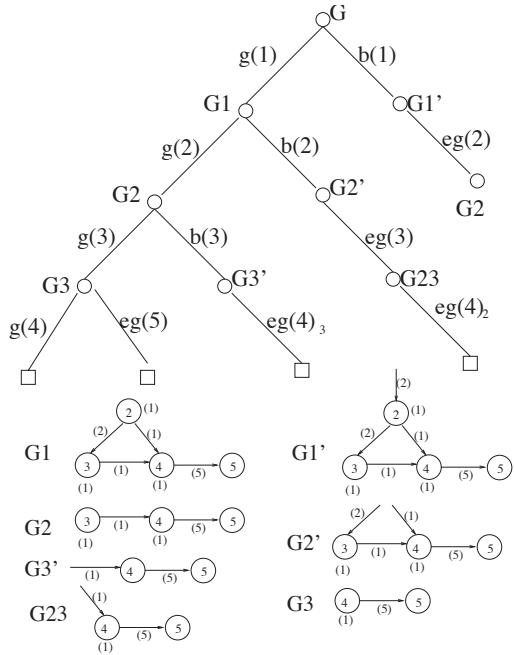 G
g(1) b(1)
G1 G1’
g(2) b(2) eg(2)
G2 G2’ G2
g(3) b(3) eg(3)
G3 G3’ G23
g(4) eg(5) eg(4)3 eg(4)2
(2)
2 (1) 2 (1)
G1 (2) (1) G1’ (2) (1)
3 (1) 4 (5) 5 3 (1) 4 (5) 5
(1) (1) (1) (1)
G2 3 (1) 4 (5) 5 (2) (1)
(1) (1) G2’ 3 (1) 4 (5) 5
(1) (1)
G3’ (1) 4 (5) 5
(1) G3 4 (5) 5
G23 4 (5) 5 (1)
(1)